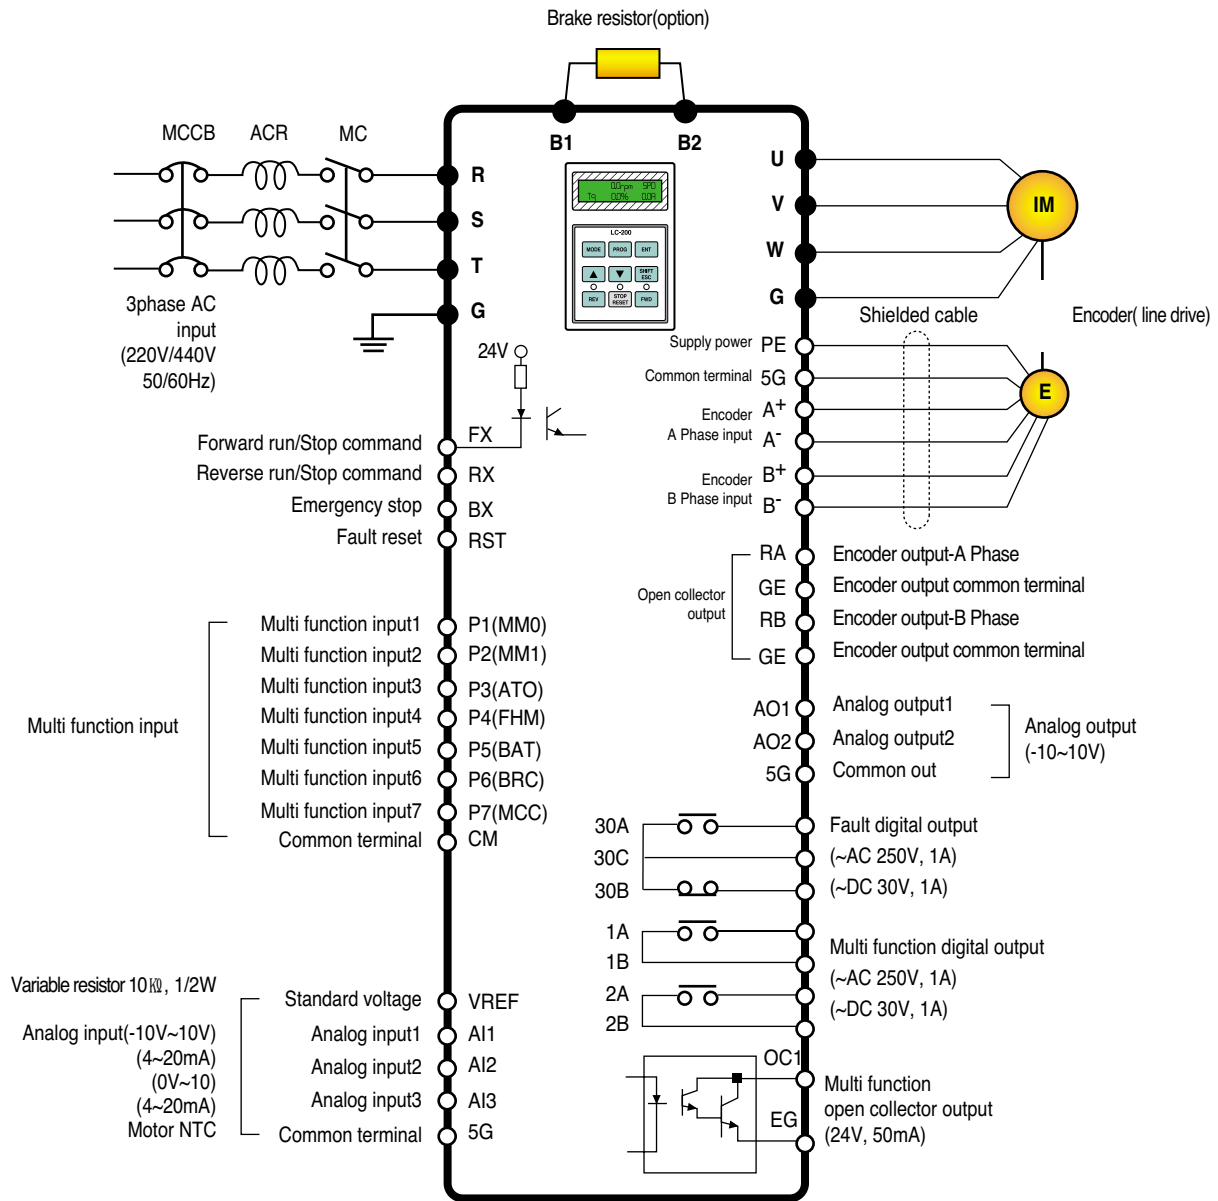 Brake resistor(option)
MCCB ACR MC
B1 B2
R
S
T
G
3phase AC
input
(220V/440V
50/60Hz)
0.0rpm SPD
Tq 0.0% 0.0A
LC-200
MODE PROG ENT
SHIFT
ESC
REV STOP
RESET FWD
U
V
W
G
IM
Shielded cable
Encoder( line drive)
E
Supply power PE
Common terminal 5G
Encoder
A Phase input
A+
A-
Encoder
B Phase input
B+
B-
24V
Forward run/Stop command FX
Reverse run/Stop command RX
Emergency stop BX
Fault reset RST
Open collector
output
RA Encoder output-A Phase
GE Encoder output common terminal
RB Encoder output-B Phase
GE Encoder output common terminal
Multi function input
Multi function input1 P1(MM0)
Multi function input2 P2(MM1)
Multi function input3 P3(ATO)
Multi function input4 P4(FHM)
Multi function input5 P5(BAT)
Multi function input6 P6(BRC)
Multi function input7 P7(MCC)
Common terminal CM
AO1 Analog output1
AO2 Analog output2
5G Common out
Analog output
(-10~10V)
30A
30C
30B
Fault digital output
(~AC 250V, 1A)
(~DC 30V, 1A)
1A
1B
2A
2B
Multi function digital output
(~AC 250V, 1A)
(~DC 30V, 1A)
Variable resistor 10㏀, 1/2W
Analog input(-10V~10V)
(4~20mA)
(0V~10)
(4~20mA)
Motor NTC
Standard voltage VREF
Analog input1 AI1
Analog input2 AI2
Analog input3 AI3
Common terminal 5G
OC1
EG
Multi function
open collector output
(24V, 50mA)